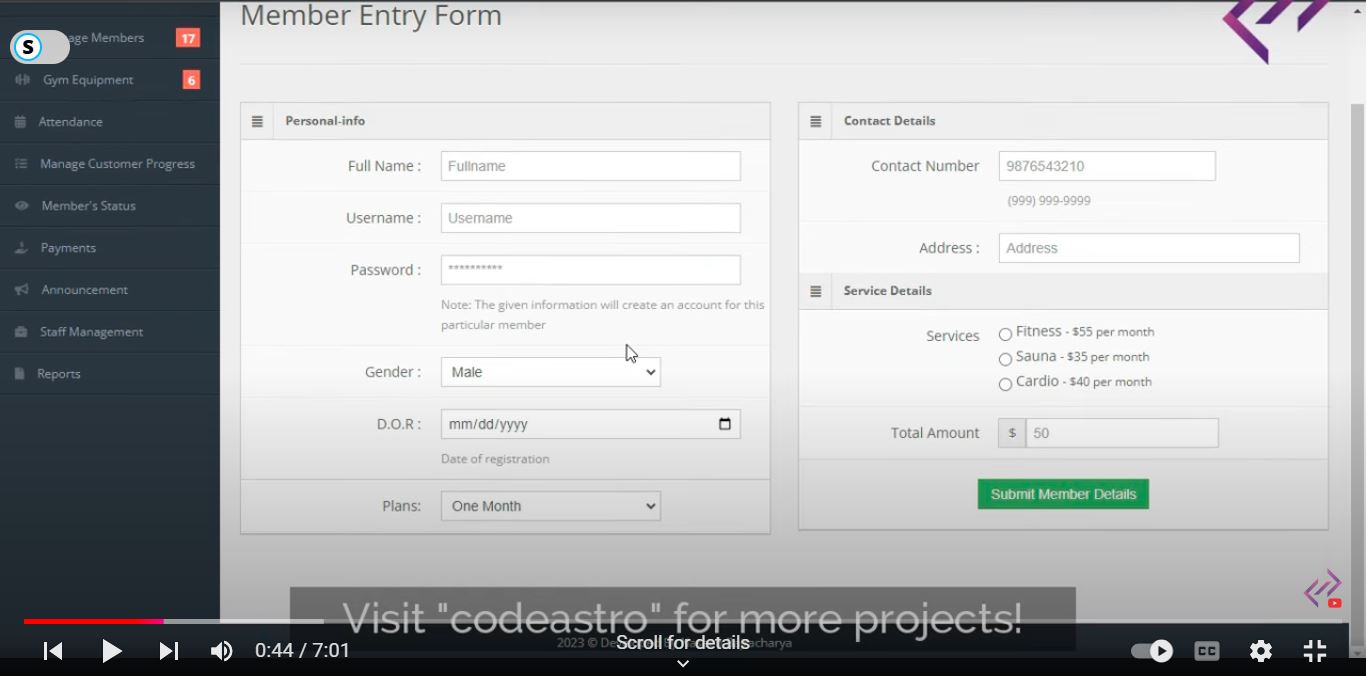 Member Entry Form
S
age Members 17
Gym Equipment 6
Attendance
Manage Customer Progress
Member's Status
Payments
Announcement
Staff Management
Reports
Personal-info
Full Name : Fullname
Username : Username
Password : **********
Note: The given information will create an account for this
particular member
Gender : Male
D.O.R : mm/dd/yyyy
Date of registration
Plans: One Month
Contact Details
Contact Number 9876543210
(999) 999-9999
Address : Address
Service Details
Services
Fitness - $55 per month
Sauna - $35 per month
Cardio - $40 per month
Total Amount $ 50
Submit Member Details
Visit "codeastro" for more projects!
2023 © De
Scroll for details
acharya
0:44 / 7:01
CC